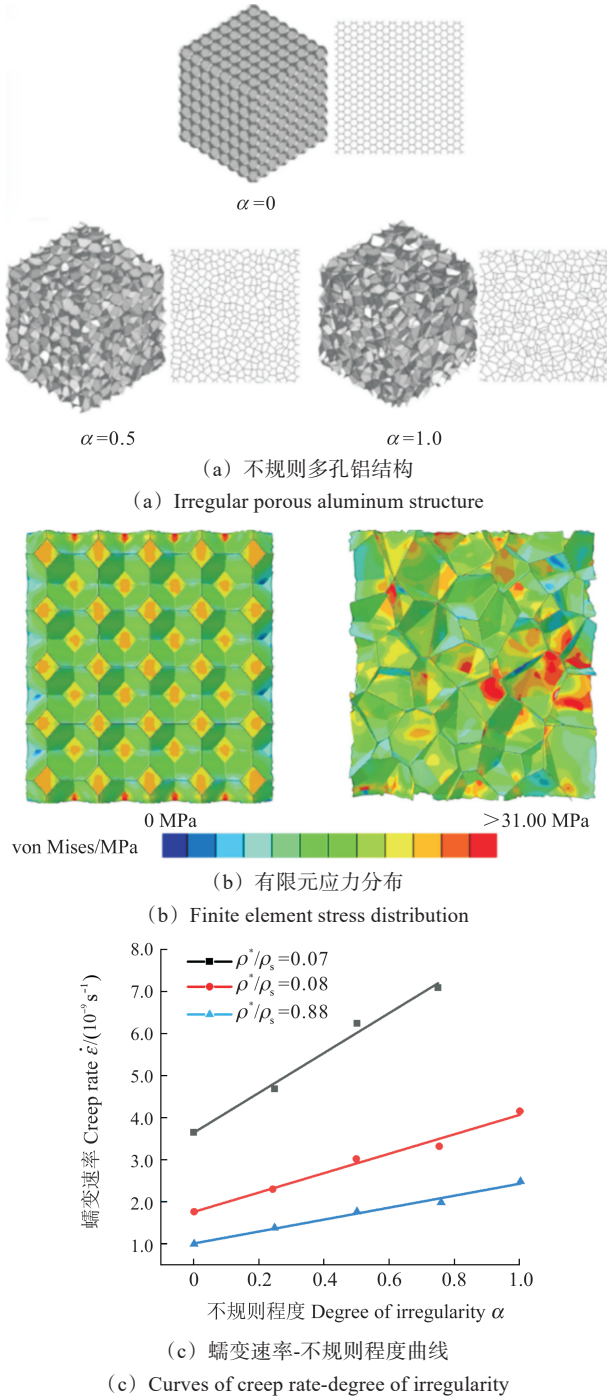 α=0
α=0.5
α=1.0
(a) 不规则多孔铝结构
(a) Irregular porous aluminum structure
0 MPa
>31.00 MPa
von Mises/MPa
(b) 有限元应力分布
(b) Finite element stress distribution
8.0
7.0
6.0
5.0
4.0
3.0
2.0
1.0
蠕变速率 Creep rate ε̇/(10⁻⁹ s⁻¹)
ρ*/ρₛ=0.07
ρ*/ρₛ=0.08
ρ*/ρₛ=0.88
0
0.2
0.4
0.6
0.8
1.0
不规则程度 Degree of irregularity α
(c) 蠕变速率-不规则程度曲线
(c) Curves of creep rate-degree of irregularity